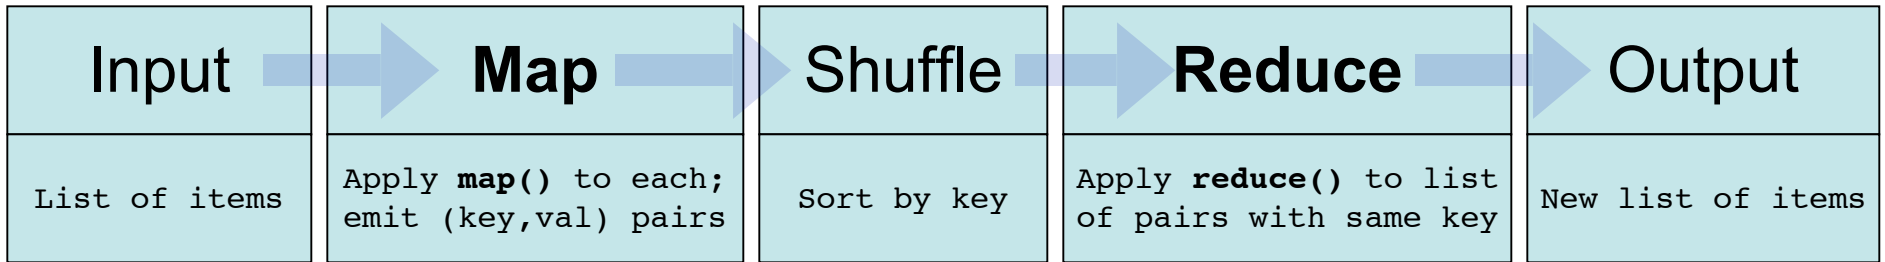 Input
List of items
Map
Apply map() to each;
emit (key,val) pairs
Shuffle
Sort by key
Reduce
Apply reduce() to list
of pairs with same key
Output
New list of items